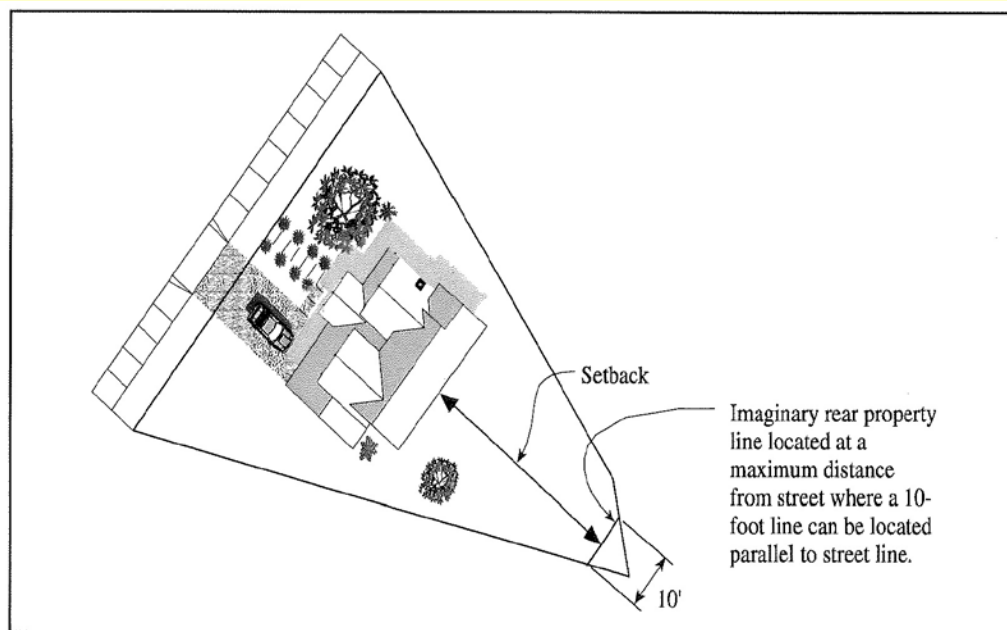 Setback
Imaginary rear property
line located at a
maximum distance
from street where a 10-
foot line can be located
parallel to street line.
10'